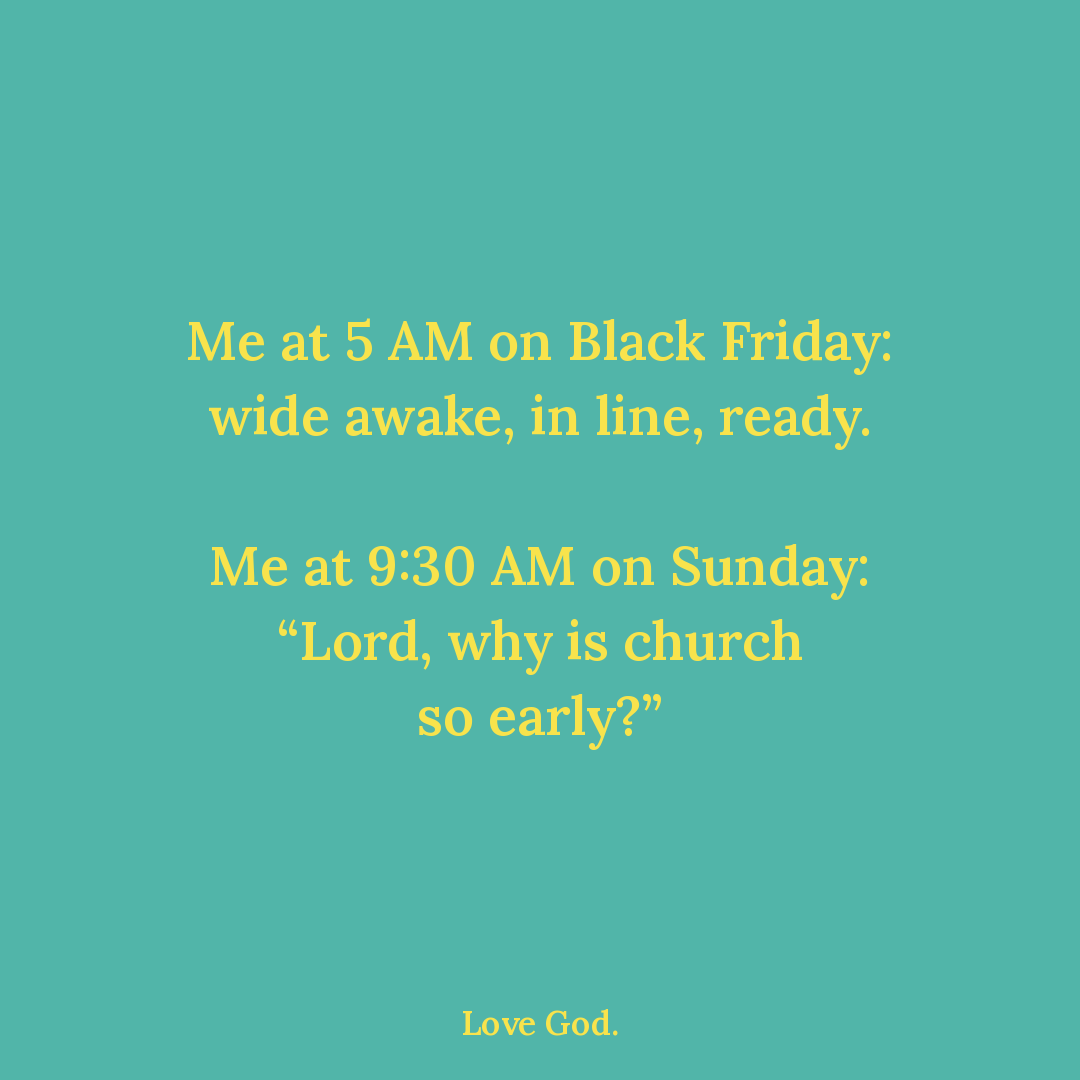 Me at 5 AM on Black Friday:
wide awake, in line, ready.
Me at 9:30 AM on Sunday:
“Lord, why is church
so early?”
Love God.